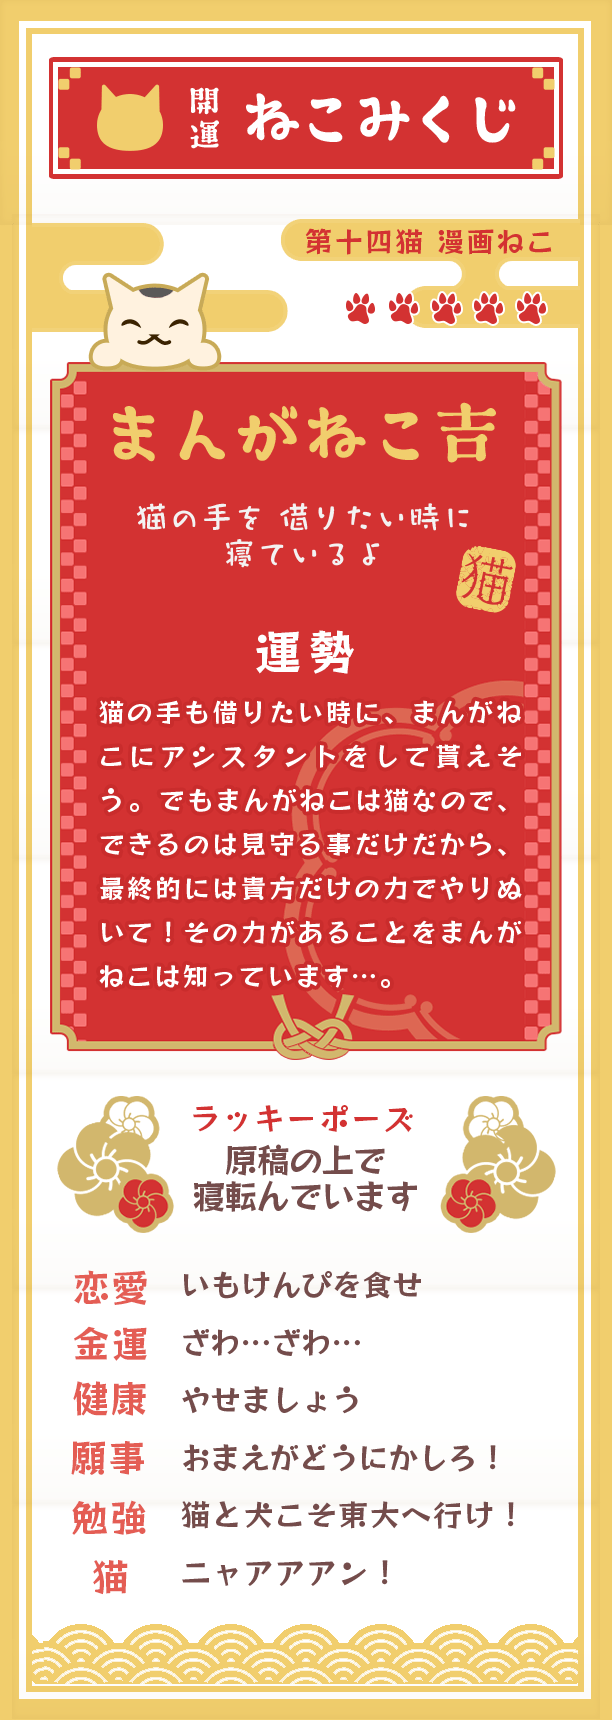 開運 ねこみくじ
第十四猫 漫画ねこ
まんがねこ吉
猫の手を 借りたい時に
寝ているよ
猫
運勢
猫の手も借りたい時に、まんがね
こにアシスタントをして貰えそ
う。でもまんがねこは猫なので、
できるのは見守る事だけだから、
最終的には貴方だけの力でやりぬ
いて！その力があることをまんが
ねこは知っています…。
ラッキーポーズ
原稿の上で
寝転んでいます
恋愛 いもけんぴを食せ
金運 ざわ…ざわ…
健康 やせましょう
願事 おまえがどうにかしろ！
勉強 猫と犬こそ東大へ行け！
猫 ニャアアアン！